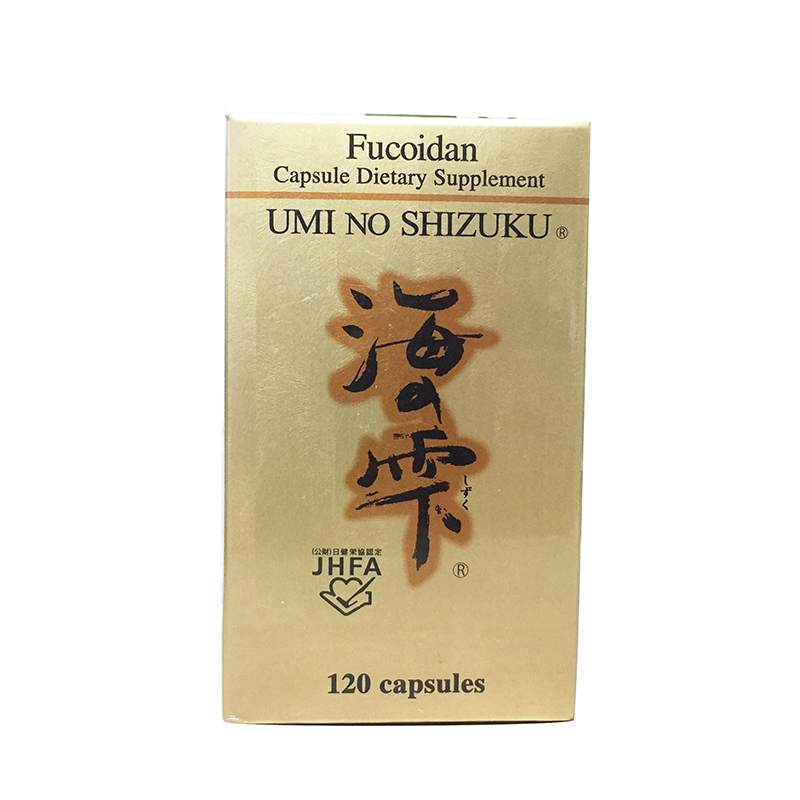 Fucoidan
Capsule Dietary Supplement
UMI NO SHIZUKU®
海の雫
しずく
®
(公財)日健栄協認定
JHFA
120 capsules